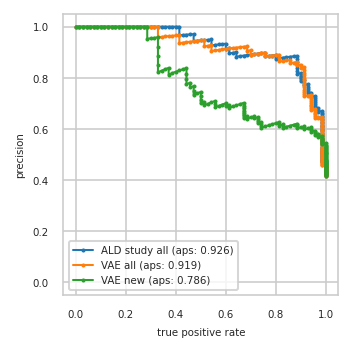 1.0
0.8
0.6
0.4
0.2
0.0
precision
ALD study all (aps: 0.926)
VAE all (aps: 0.919)
VAE new (aps: 0.786)
0.0 0.2 0.4 0.6 0.8 1.0
true positive rate